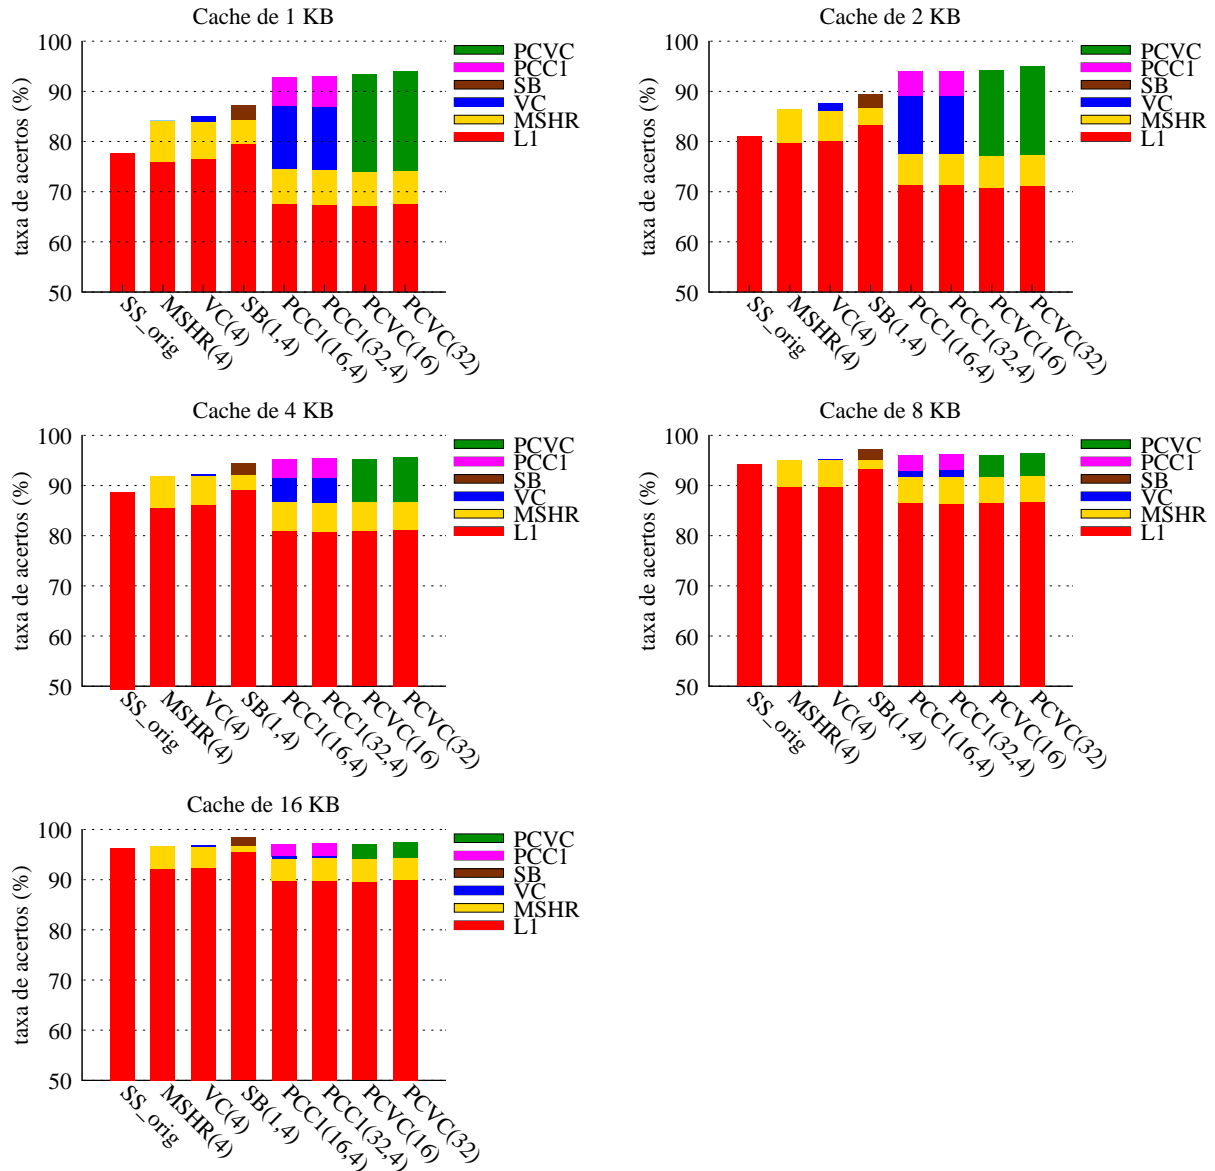 Cache de 1 KB
taxa de acertos (%)
100
90
80
70
60
50
PCVC
PCC1
SB
VC
MSHR
L1
SS_orig
MSHR(4)
VC(4)
SB(1,4)
PCC1(16,4)
PCC1(32,4)
PCVC(16)
PCVC(32)
Cache de 2 KB
taxa de acertos (%)
100
90
80
70
60
50
PCVC
PCC1
SB
VC
MSHR
L1
SS_orig
MSHR(4)
VC(4)
SB(1,4)
PCC1(16,4)
PCC1(32,4)
PCVC(16)
PCVC(32)
Cache de 4 KB
taxa de acertos (%)
100
90
80
70
60
50
PCVC
PCC1
SB
VC
MSHR
L1
SS_orig
MSHR(4)
VC(4)
SB(1,4)
PCC1(16,4)
PCC1(32,4)
PCVC(16)
PCVC(32)
Cache de 8 KB
taxa de acertos (%)
100
90
80
70
60
50
PCVC
PCC1
SB
VC
MSHR
L1
SS_orig
MSHR(4)
VC(4)
SB(1,4)
PCC1(16,4)
PCC1(32,4)
PCVC(16)
PCVC(32)
Cache de 16 KB
taxa de acertos (%)
100
90
80
70
60
50
PCVC
PCC1
SB
VC
MSHR
L1
SS_orig
MSHR(4)
VC(4)
SB(1,4)
PCC1(16,4)
PCC1(32,4)
PCVC(16)
PCVC(32)